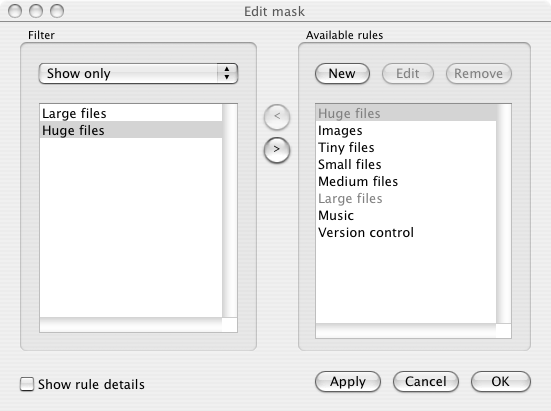 Edit mask
Filter
Show only
Large files
Huge files
<
>
Available rules
New Edit Remove
Huge files
Images
Tiny files
Small files
Medium files
Large files
Music
Version control
Show rule details
Apply Cancel OK